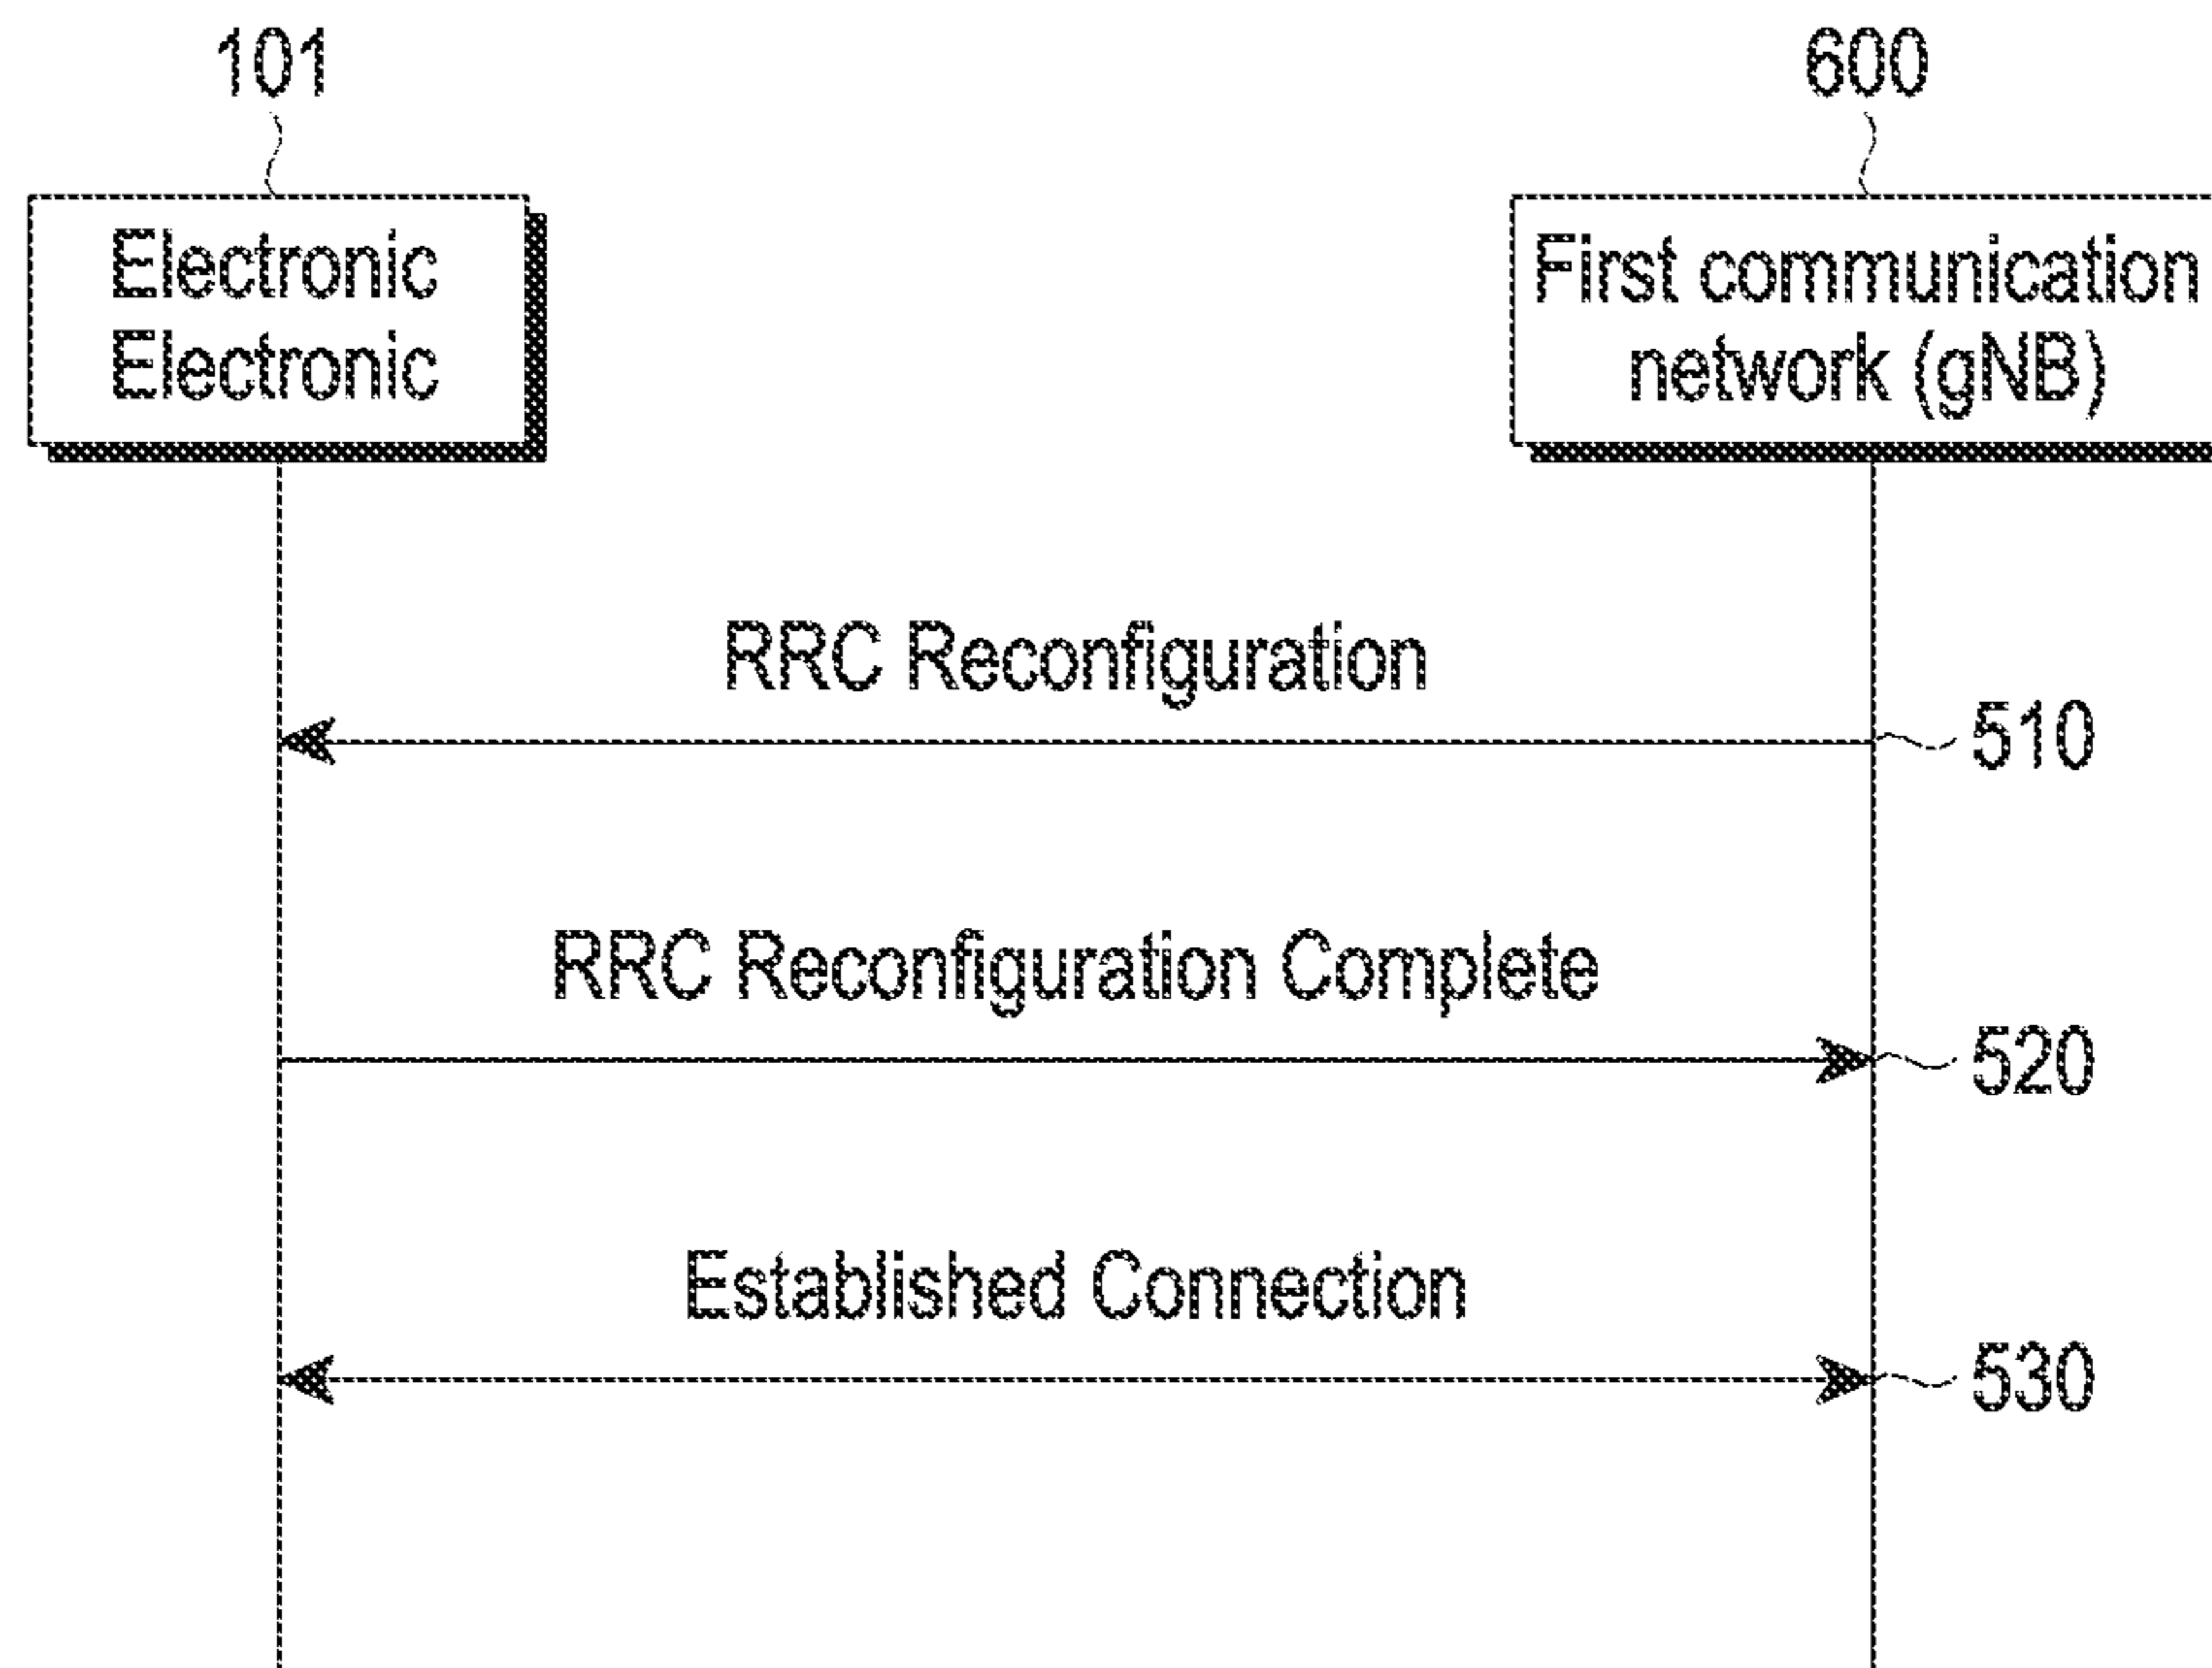 101
600
Electronic
Electronic
First communication
network (gNB)
RRC Reconfiguration
510
RRC Reconfiguration Complete
520
Established Connection
530